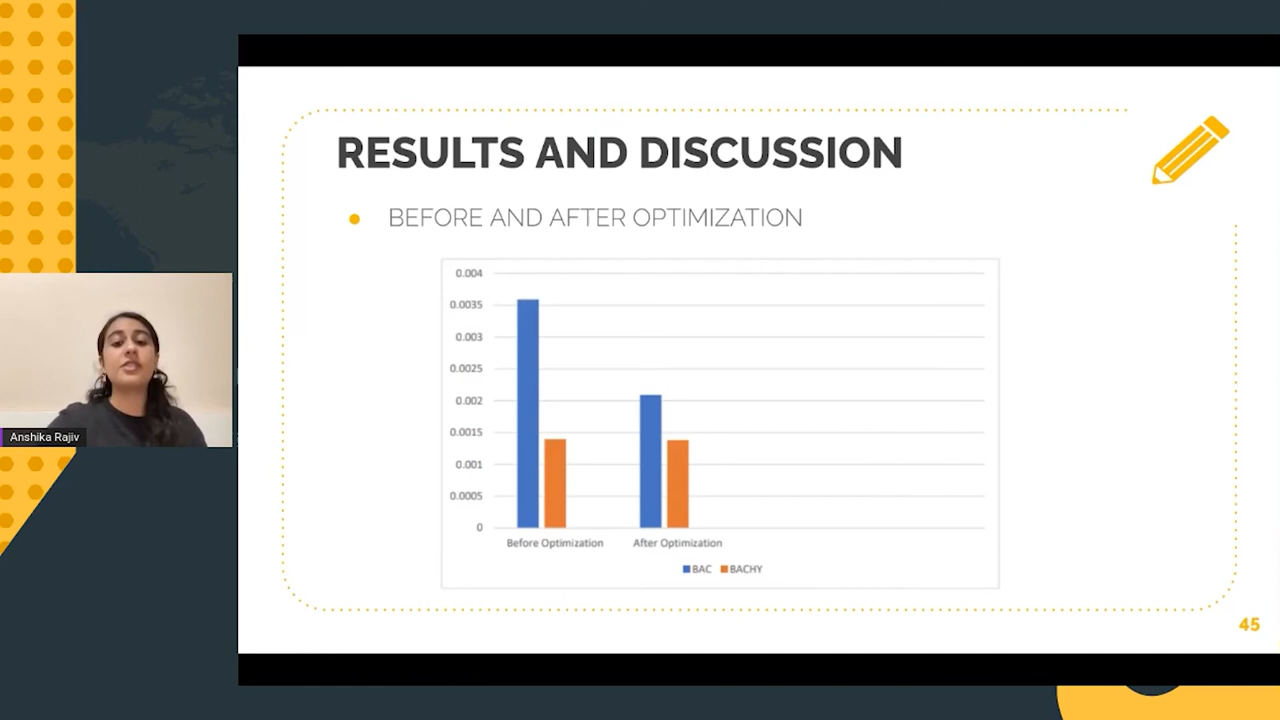 RESULTS AND DISCUSSION
BEFORE AND AFTER OPTIMIZATION
0.004
0.0035
0.003
0.0025
0.002
0.0015
0.001
0.0005
0
Before Optimization After Optimization
BAC BACHY
Anshika Rajiv
45